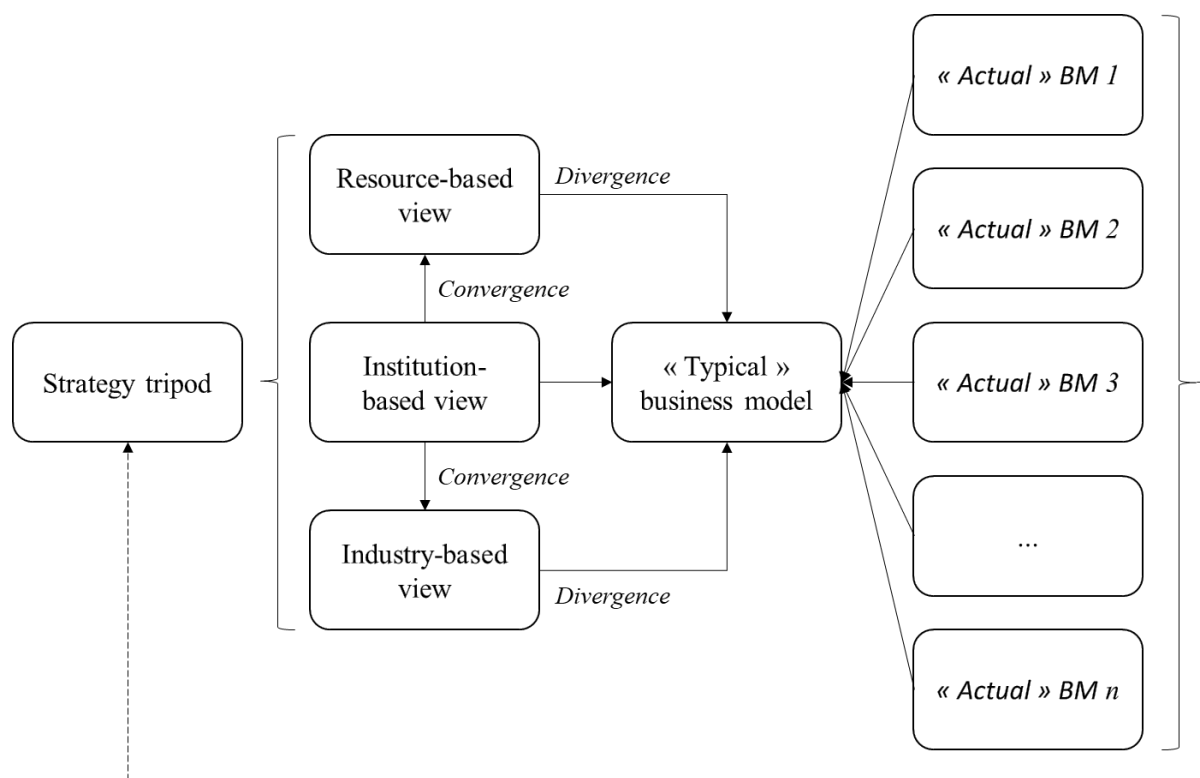 Strategy tripod
Resource-based
view
Divergence
Convergence
Institution-
based view
Convergence
Industry-based
view
Divergence
« Typical »
business model
« Actual » BM 1
« Actual » BM 2
« Actual » BM 3
...
« Actual » BM n